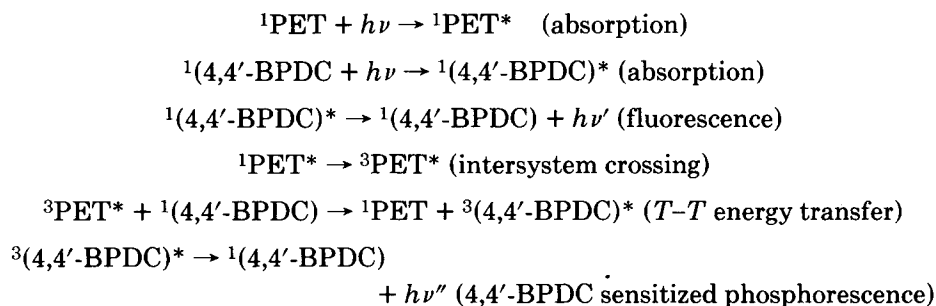 ¹PET + hν → ¹PET* (absorption)
¹(4,4′-BPDC + hν → ¹(4,4′-BPDC)* (absorption)
¹(4,4′-BPDC)* → ¹(4,4′-BPDC) + hν′ (fluorescence)
¹PET* → ³PET* (intersystem crossing)
³PET* + ¹(4,4′-BPDC) → ¹PET + ³(4,4′-BPDC)* (T–T energy transfer)
³(4,4′-BPDC)* → ¹(4,4′-BPDC)
+ hν″ (4,4′-BPDC sensitized phosphorescence)